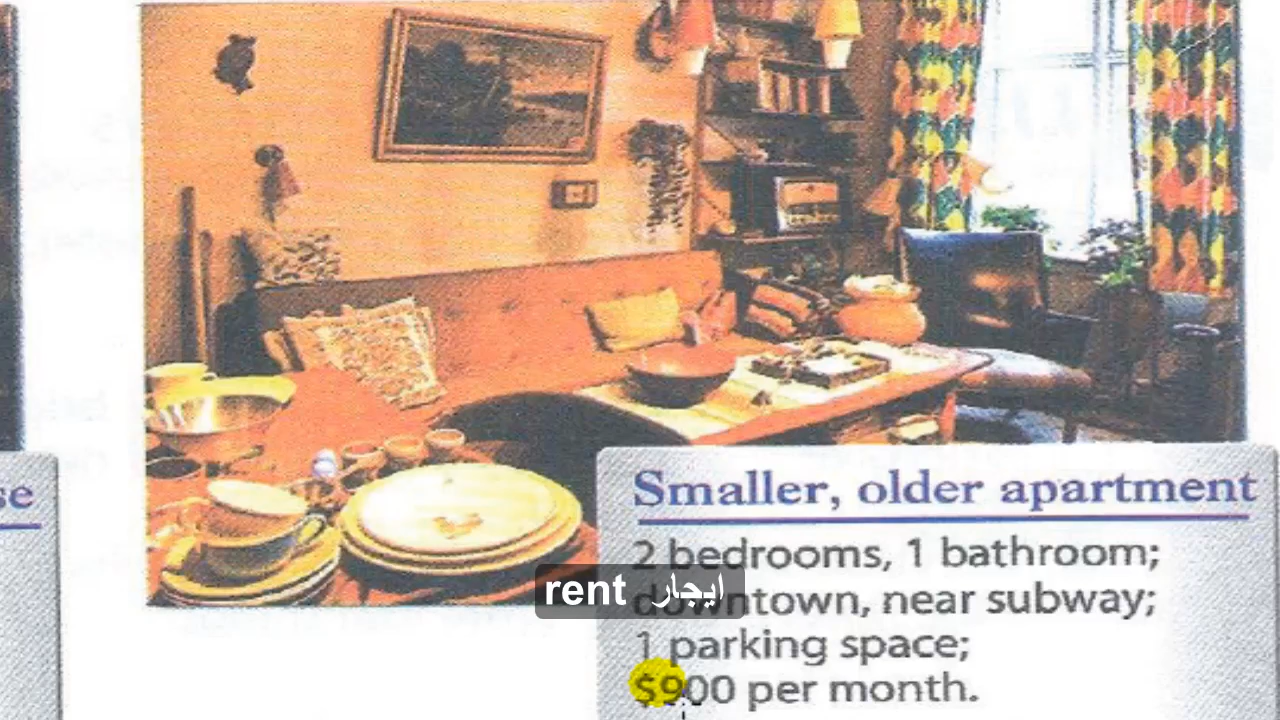 se
Smaller, older apartment
2 bedrooms, 1 bathroom;
downtown, near subway;
1 parking space;
$900 per month.
rent ایجار